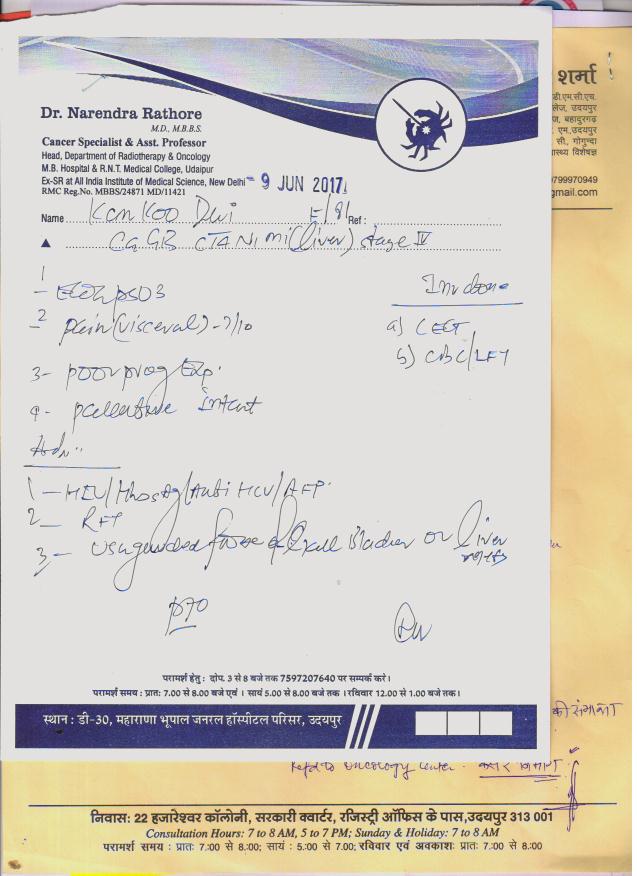 Dr. Narendra Rathore
M.D., M.B.B.S.
Cancer Specialist & Asst. Professor
Head, Department of Radiotherapy & Oncology
M.B. Hospital & R.N.T. Medical College, Udaipur
Ex-SR at All India Institute of Medical Science, New Delhi
RMC Reg.No. MBBS/24871 MD/11421
- 9 JUN 2017
Name Kankoo Devi F/81 Ref :
Ca GB CT4N1M1(liver) stage IV
1 -
2 - pain (visceral) - 7/10
3 - poor prog Exp.
4 - palliative Intent
Inv done
a) CECT
b) CBC/LFT
Adv.
1 - HIV/HbsAg/Anti HCV/AFP.
2 - RFT
3 - USG guided FNAC of Gall Bladder or liver
PTO
परामर्श हेतु : दोप. 3 से 8 बजे तक 7597207640 पर सम्पर्क करें।
परामर्श समय : प्रातः 7.00 से 8.00 बजे एवं । सायं 5.00 से 8.00 बजे तक । रविवार 12.00 से 1.00 बजे तक ।
स्थान : डी-30, महाराणा भूपाल जनरल हॉस्पीटल परिसर, उदयपुर
शर्मा
डी.एम.सी.एच.
लेज, उदयपुर
ज, बहादुरगढ़
एम.उदयपुर
सी., गोगुन्दा
स्थ्य विशेषज्ञ
799970949
gmail.com
की संभावना
Refd to Oncology center.
निवास: 22 हजारेश्वर कॉलोनी, सरकारी क्वार्टर, रजिस्ट्री ऑफिस के पास,उदयपुर 313 001
Consultation Hours: 7 to 8 AM, 5 to 7 PM; Sunday & Holiday: 7 to 8 AM
परामर्श समय : प्रातः 7:00 से 8:00; सायं : 5:00 से 7.00; रविवार एवं अवकाशः प्रातः 7:00 से 8:00